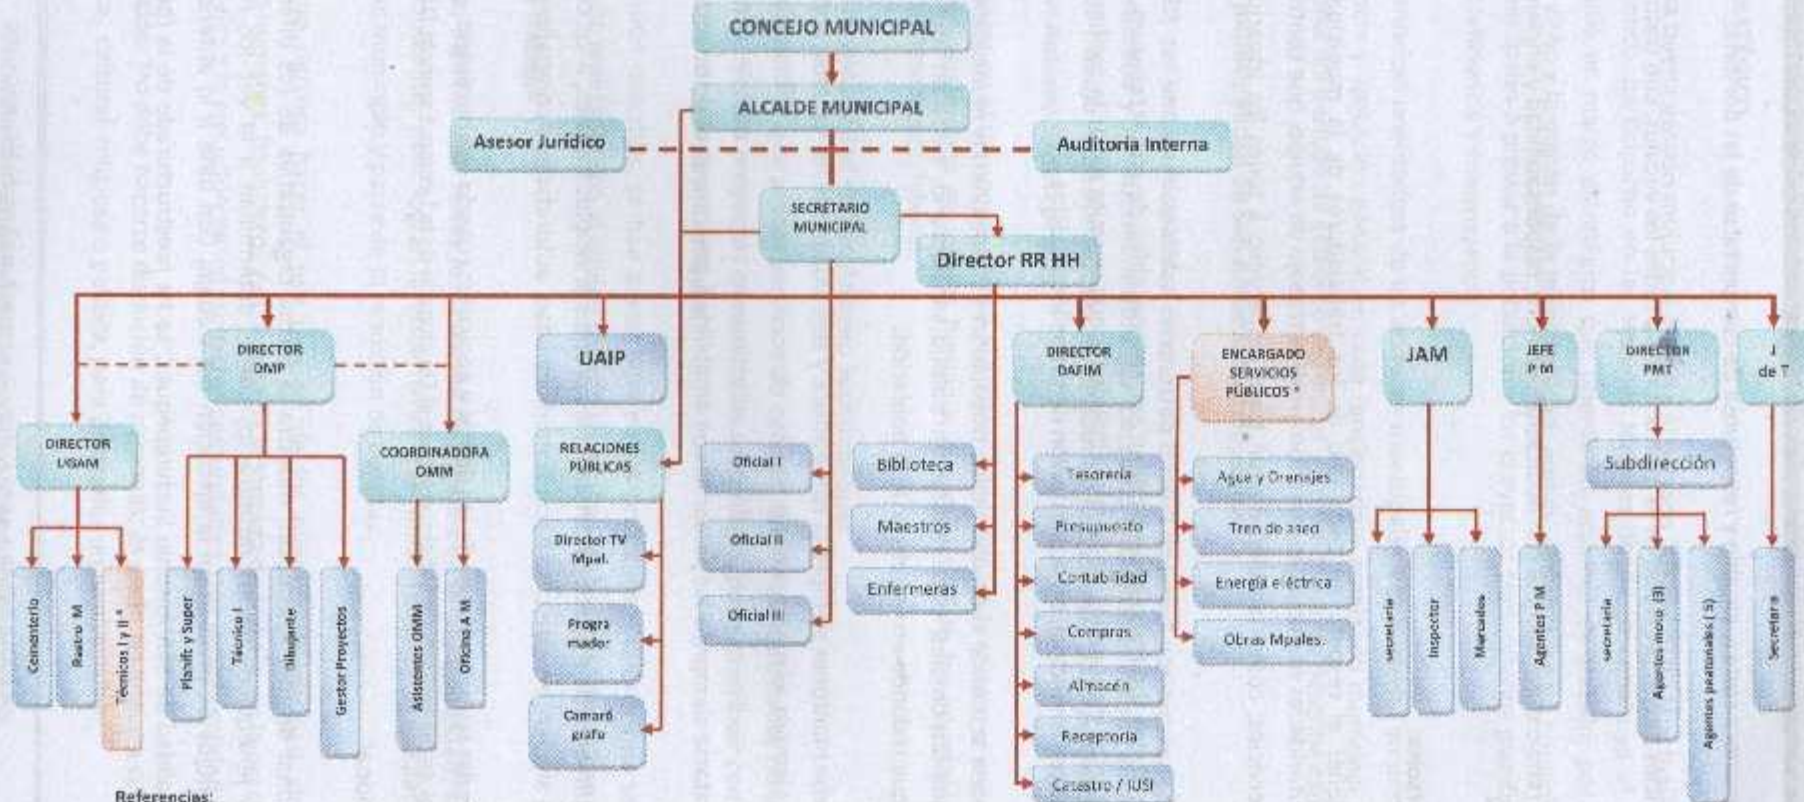 CONCEJO MUNICIPAL
ALCALDE MUNICIPAL
Asesor Jurídico
Auditoria Interna
SECRETARIO
MUNICIPAL
Director RR HH
DIRECTOR
DMP
UAIP
DIRECTOR
DAFIM
ENCARGADO
SERVICIOS
PÚBLICOS *
JAM
JEFE
P M
DIRECTOR
PMT
J
de T
DIRECTOR
UGAM
COORDINADORA
OMM
RELACIONES
PÚBLICAS
Oficial I
Oficial II
Oficial III
Biblioteca
Maestros
Enfermeras
Tesorería
Presupuesto
Contabilidad
Compras
Almacén
Receptoría
Catastro / IUSI
Agua y Drenajes
Tren de aseo
Energía eléctrica
Obras Mpales.
Subdirección
Director TV
Mpal.
Progra
mador
Camaró
grafo
Cementerio
Rastro M
Técnicos I y II *
Planifc y Super
Técnico I
Dibujante
Gestor Proyectos
Asistentes OMM
Oficina A M
secretaria
Inspector
Mercados
Agentes P M
secretaria
Agentes motor. (3)
Agentes peatonales ( 5 )
Secretaria
Referencias: